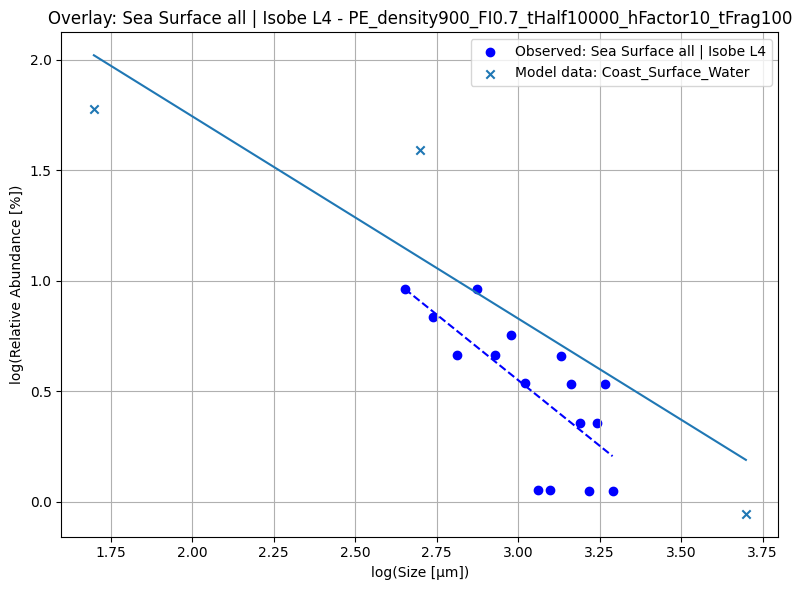 Overlay: Sea Surface all | Isobe L4 - PE_density900_FI0.7_tHalf10000_hFactor10_tFrag100
Observed: Sea Surface all | Isobe L4
Model data: Coast_Surface_Water
log(Relative Abundance [%])
2.0
1.5
1.0
0.5
0.0
1.75 2.00 2.25 2.50 2.75 3.00 3.25 3.50 3.75
log(Size [μm])